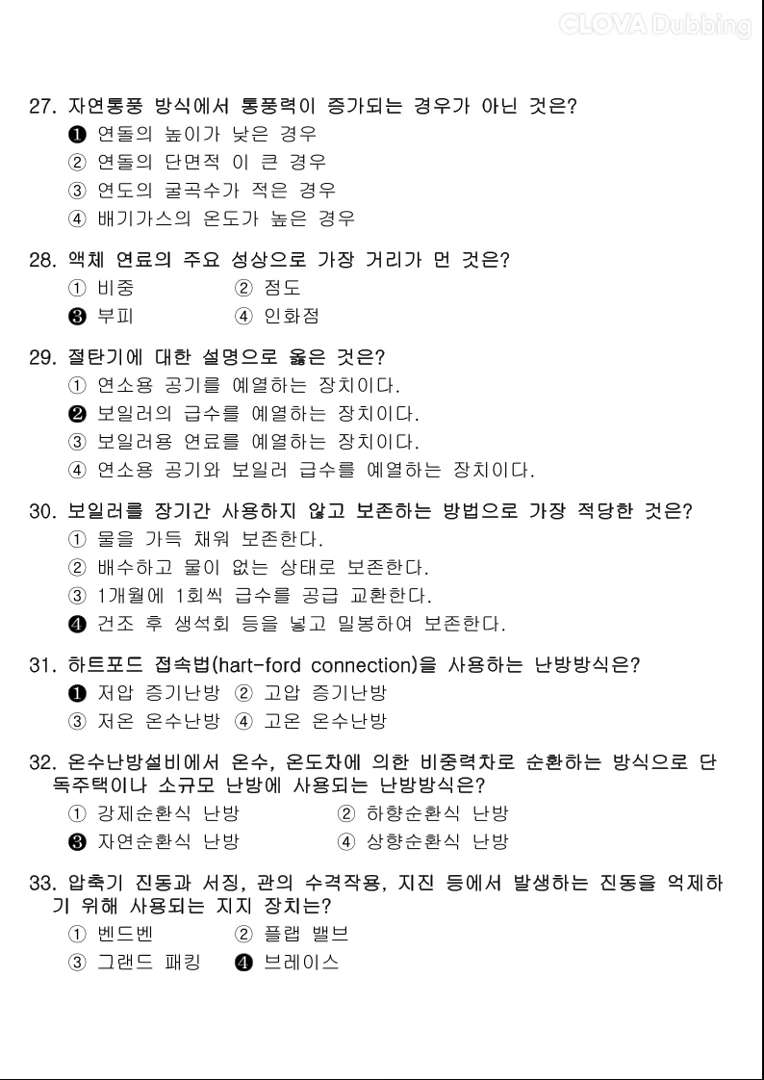 CLOVA Dubbing
27. 자연통풍 방식에서 통풍력이 증가되는 경우가 아닌 것은?
❶ 연돌의 높이가 낮은 경우
② 연돌의 단면적 이 큰 경우
③ 연도의 굴곡수가 적은 경우
④ 배기가스의 온도가 높은 경우
28. 액체 연료의 주요 성상으로 가장 거리가 먼 것은?
① 비중 ② 점도
❸ 부피 ④ 인화점
29. 절탄기에 대한 설명으로 옳은 것은?
① 연소용 공기를 예열하는 장치이다.
❷ 보일러의 급수를 예열하는 장치이다.
③ 보일러용 연료를 예열하는 장치이다.
④ 연소용 공기와 보일러 급수를 예열하는 장치이다.
30. 보일러를 장기간 사용하지 않고 보존하는 방법으로 가장 적당한 것은?
① 물을 가득 채워 보존한다.
② 배수하고 물이 없는 상태로 보존한다.
③ 1개월에 1회씩 급수를 공급 교환한다.
❹ 건조 후 생석회 등을 넣고 밀봉하여 보존한다.
31. 하트포드 접속법(hart-ford connection)을 사용하는 난방방식은?
❶ 저압 증기난방 ② 고압 증기난방
③ 저온 온수난방 ④ 고온 온수난방
32. 온수난방설비에서 온수, 온도차에 의한 비중력차로 순환하는 방식으로 단
독주택이나 소규모 난방에 사용되는 난방방식은?
① 강제순환식 난방 ② 하향순환식 난방
❸ 자연순환식 난방 ④ 상향순환식 난방
33. 압축기 진동과 서징, 관의 수격작용, 지진 등에서 발생하는 진동을 억제하
기 위해 사용되는 지지 장치는?
① 벤드벤 ② 플랩 밸브
③ 그랜드 패킹 ❹ 브레이스